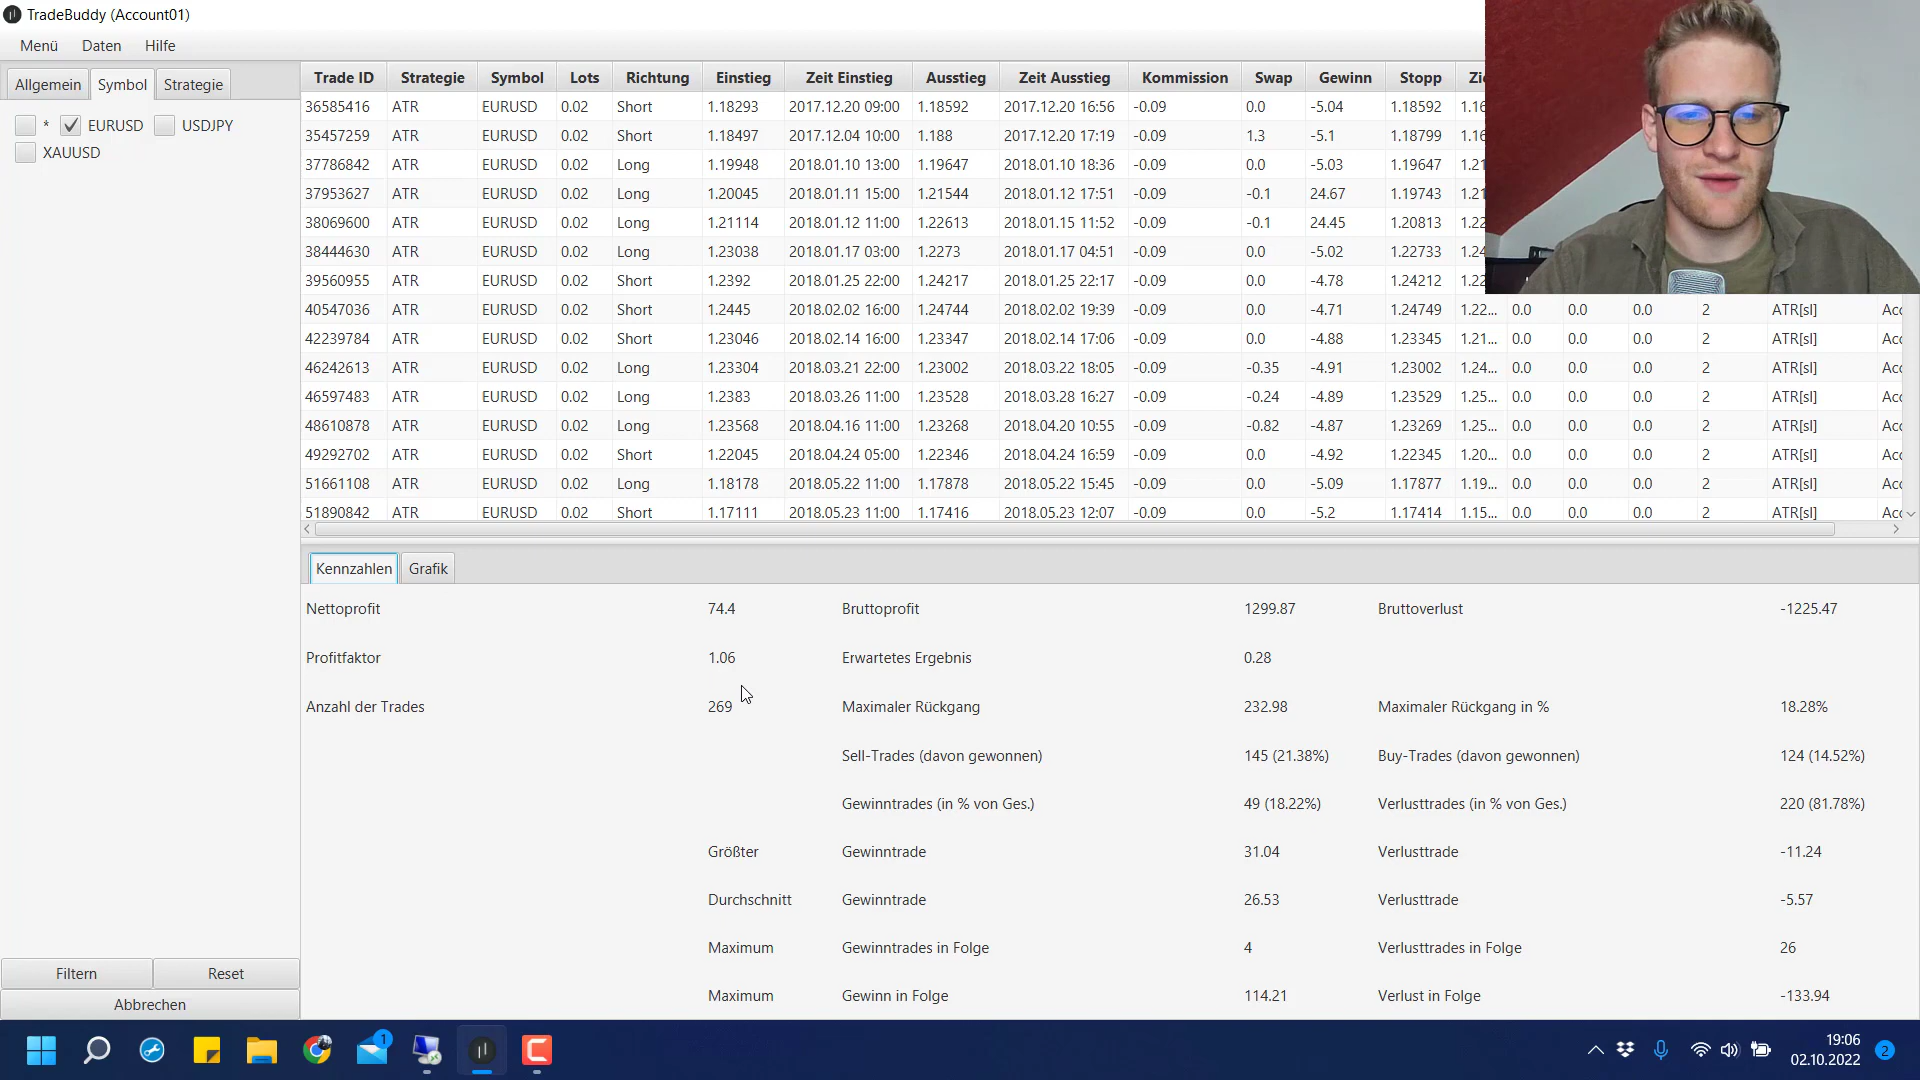 TradeBuddy (Account01)
Menü Daten Hilfe
Allgemein Symbol Strategie
* EURUSD USDJPY
XAUUSD
Trade ID Strategie Symbol Lots Richtung Einstieg Zeit Einstieg Ausstieg Zeit Ausstieg Kommission Swap Gewinn Stopp
36585416 ATR EURUSD 0.02 Short 1.18293 2017.12.20 09:00 1.18592 2017.12.20 16:56 -0.09 0.0 -5.04 1.18592
35457259 ATR EURUSD 0.02 Short 1.18497 2017.12.04 10:00 1.188 2017.12.20 17:19 -0.09 1.3 -5.1 1.18799
37786842 ATR EURUSD 0.02 Long 1.19948 2018.01.10 13:00 1.19647 2018.01.10 18:36 -0.09 0.0 -5.03 1.19647
37953627 ATR EURUSD 0.02 Long 1.20045 2018.01.11 15:00 1.21544 2018.01.12 17:51 -0.09 -0.1 24.67 1.19743
38069600 ATR EURUSD 0.02 Long 1.21114 2018.01.12 11:00 1.22613 2018.01.15 11:52 -0.09 -0.1 24.45 1.20813
38444630 ATR EURUSD 0.02 Long 1.23038 2018.01.17 03:00 1.2273 2018.01.17 04:51 -0.09 0.0 -5.02 1.22733
39560955 ATR EURUSD 0.02 Short 1.2392 2018.01.25 22:00 1.24217 2018.01.25 22:17 -0.09 0.0 -4.78 1.24212
40547036 ATR EURUSD 0.02 Short 1.2445 2018.02.02 16:00 1.24744 2018.02.02 19:39 -0.09 0.0 -4.71 1.24749 1.22... 0.0 0.0 0.0 2 ATR[sl] Acc
42239784 ATR EURUSD 0.02 Short 1.23046 2018.02.14 16:00 1.23347 2018.02.14 17:06 -0.09 0.0 -4.88 1.23345 1.21... 0.0 0.0 0.0 2 ATR[sl] Acc
46242613 ATR EURUSD 0.02 Long 1.23304 2018.03.21 22:00 1.23002 2018.03.22 18:05 -0.09 -0.35 -4.91 1.23002 1.24... 0.0 0.0 0.0 2 ATR[sl] Acc
46597483 ATR EURUSD 0.02 Long 1.2383 2018.03.26 11:00 1.23528 2018.03.28 16:27 -0.09 -0.24 -4.89 1.23529 1.25... 0.0 0.0 0.0 2 ATR[sl] Acc
48610878 ATR EURUSD 0.02 Long 1.23568 2018.04.16 11:00 1.23268 2018.04.20 10:55 -0.09 -0.82 -4.87 1.23269 1.25... 0.0 0.0 0.0 2 ATR[sl] Acc
49292702 ATR EURUSD 0.02 Short 1.22045 2018.04.24 05:00 1.22346 2018.04.24 16:59 -0.09 0.0 -4.92 1.22345 1.20... 0.0 0.0 0.0 2 ATR[sl] Acc
51661108 ATR EURUSD 0.02 Long 1.18178 2018.05.22 11:00 1.17878 2018.05.22 15:45 -0.09 0.0 -5.09 1.17877 1.19... 0.0 0.0 0.0 2 ATR[sl] Acc
51890842 ATR EURUSD 0.02 Short 1.17111 2018.05.23 11:00 1.17416 2018.05.23 12:07 -0.09 0.0 -5.2 1.17414 1.15... 0.0 0.0 0.0 2 ATR[sl] Acc
Kennzahlen Grafik
Nettoprofit 74.4 Bruttoprofit 1299.87 Bruttoverlust -1225.47
Profitfaktor 1.06 Erwartetes Ergebnis 0.28
Anzahl der Trades 269 Maximaler Rückgang 232.98 Maximaler Rückgang in % 18.28%
Sell-Trades (davon gewonnen) 145 (21.38%) Buy-Trades (davon gewonnen) 124 (14.52%)
Gewinntrades (in % von Ges.) 49 (18.22%) Verlusttrades (in % von Ges.) 220 (81.78%)
Größter Gewinntrade 31.04 Verlusttrade -11.24
Durchschnitt Gewinntrade 26.53 Verlusttrade -5.57
Maximum Gewinntrades in Folge 4 Verlusttrades in Folge 26
Maximum Gewinn in Folge 114.21 Verlust in Folge -133.94
Filtern Reset
Abbrechen
1
19:06
02.10.2022
2